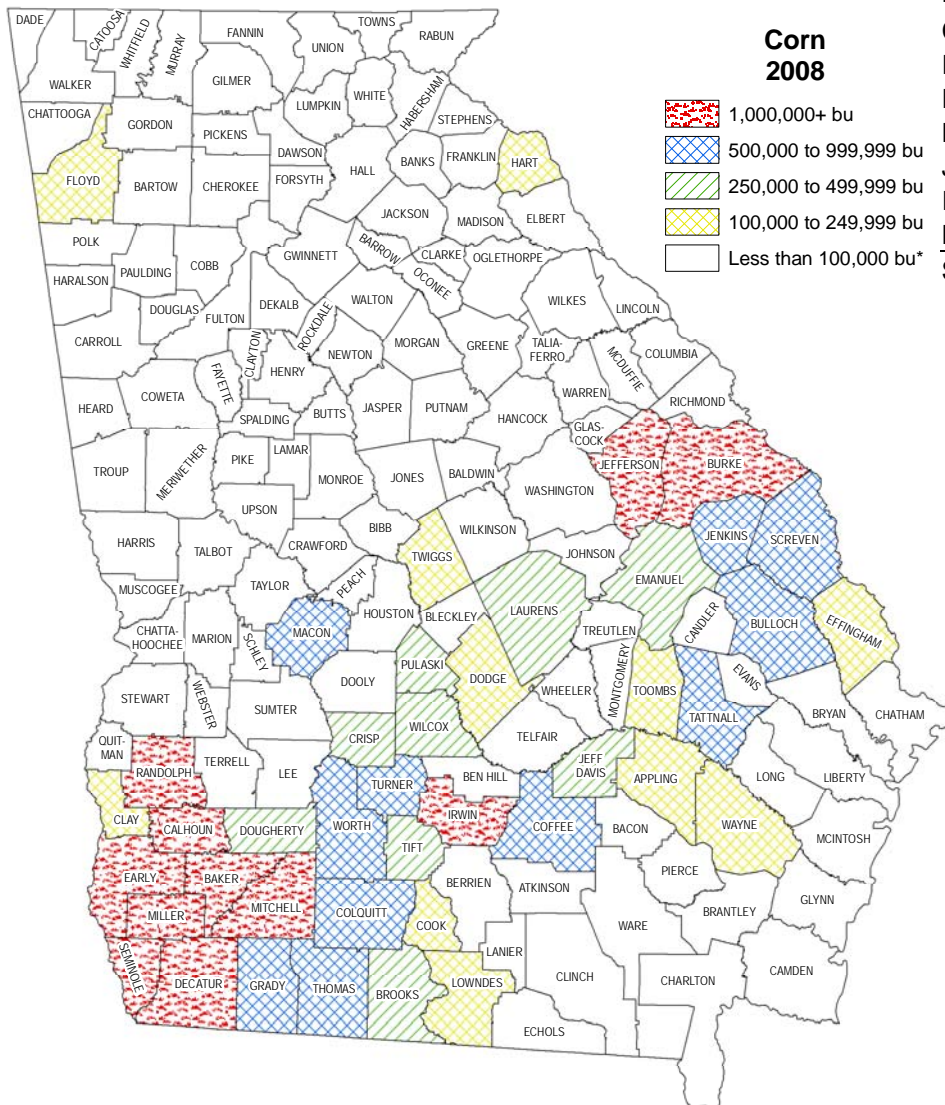 Corn
2008
1,000,000+ bu
500,000 to 999,999 bu
250,000 to 499,999 bu
100,000 to 249,999 bu
Less than 100,000 bu*
DADE
CATOOSA
WHITFIELD
MURRAY
FANNIN
UNION
TOWNS
RABUN
WALKER
GILMER
LUMPKIN
WHITE
HABERSHAM
STEPHENS
CHATTOOGA
GORDON
PICKENS
DAWSON
HALL
BANKS
FRANKLIN
HART
FLOYD
BARTOW
CHEROKEE
FORSYTH
JACKSON
MADISON
ELBERT
POLK
PAULDING
COBB
GWINNETT
BARROW
CLARKE
OCONEE
OGLETHORPE
HARALSON
DOUGLAS
FULTON
DEKALB
ROCKDALE
WALTON
WILKES
LINCOLN
CARROLL
CLAYTON
FAYETTE
HENRY
NEWTON
MORGAN
GREENE
TALIA-
FERRO
MCDUFFIE
COLUMBIA
HEARD
COWETA
SPALDING
BUTTS
JASPER
PUTNAM
HANCOCK
WARREN
RICHMOND
GLAS-
COCK
TROUP
MERIWETHER
PIKE
LAMAR
MONROE
JONES
BALDWIN
WASHINGTON
JEFFERSON
BURKE
UPSON
BIBB
WILKINSON
HARRIS
TALBOT
CRAWFORD
TWIGGS
JOHNSON
EMANUEL
JENKINS
SCREVEN
MUSCOGEE
TAYLOR
PEACH
HOUSTON
BLECKLEY
LAURENS
TREUTLEN
CANDLER
BULLOCH
EFFINGHAM
CHATTA-
HOOCHEE
MARION
SCHLEY
MACON
PULASKI
DODGE
WHEELER
MONTGOMERY
TOOMBS
TATTNALL
EVANS
BRYAN
CHATHAM
STEWART
WEBSTER
SUMTER
DOOLY
WILCOX
TELFAIR
QUIT-
MAN
RANDOLPH
TERRELL
LEE
CRISP
BEN HILL
JEFF
DAVIS
APPLING
LONG
LIBERTY
CLAY
CALHOUN
DOUGHERTY
WORTH
TURNER
IRWIN
COFFEE
BACON
WAYNE
MCINTOSH
EARLY
BAKER
TIFT
BERRIEN
ATKINSON
PIERCE
MILLER
MITCHELL
COLQUITT
COOK
WARE
BRANTLEY
GLYNN
SEMINOLE
DECATUR
GRADY
THOMAS
BROOKS
LOWNDES
LANIER
CLINCH
CHARLTON
CAMDEN
ECHOLS